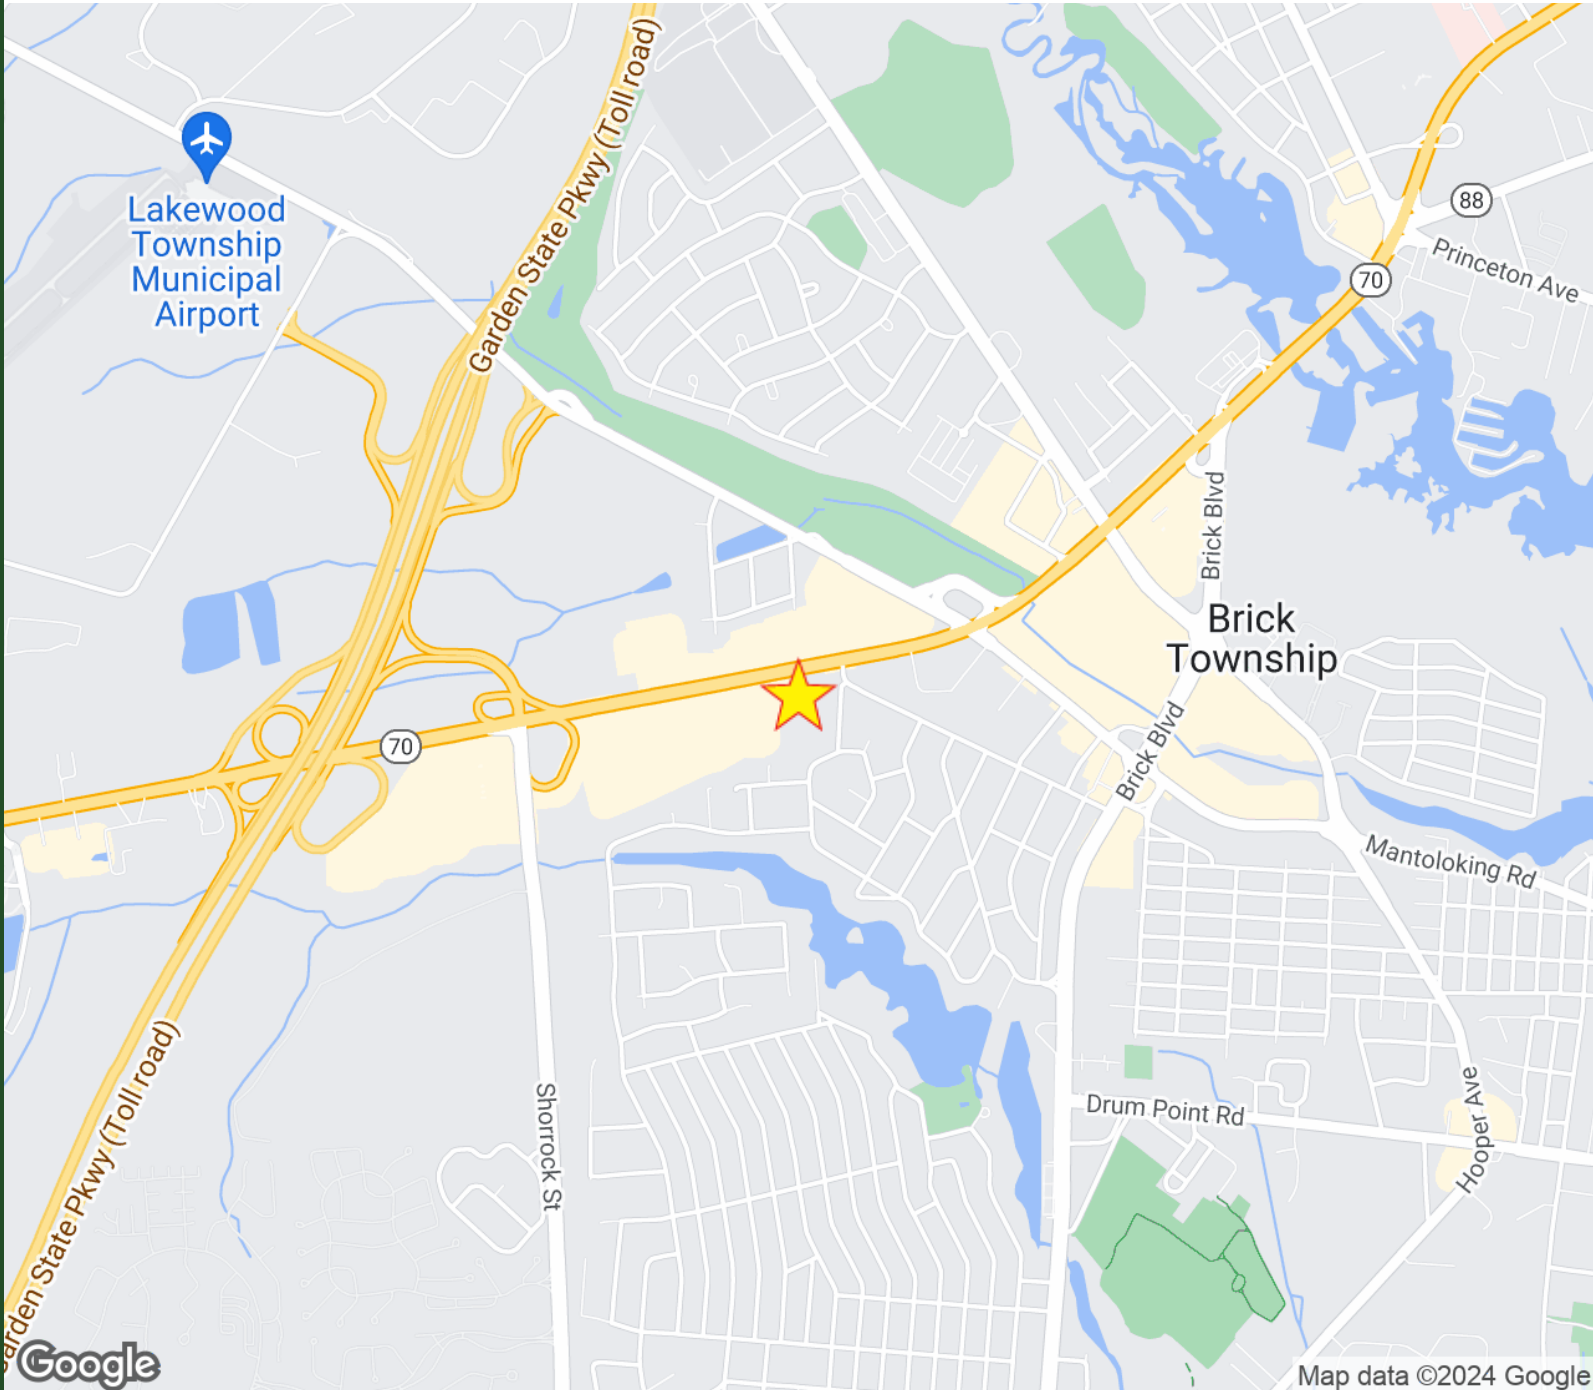 Garden State Pkwy (Toll road)
Lakewood
Township
Municipal
Airport
88
Princeton Ave
70
Brick Blvd
Brick
Township
70
Brick Blvd
Mantoloking Rd
Garden State Pkwy (Toll road)
Shorrock St
Drum Point Rd
Hooper Ave
Google
Map data ©2024 Google